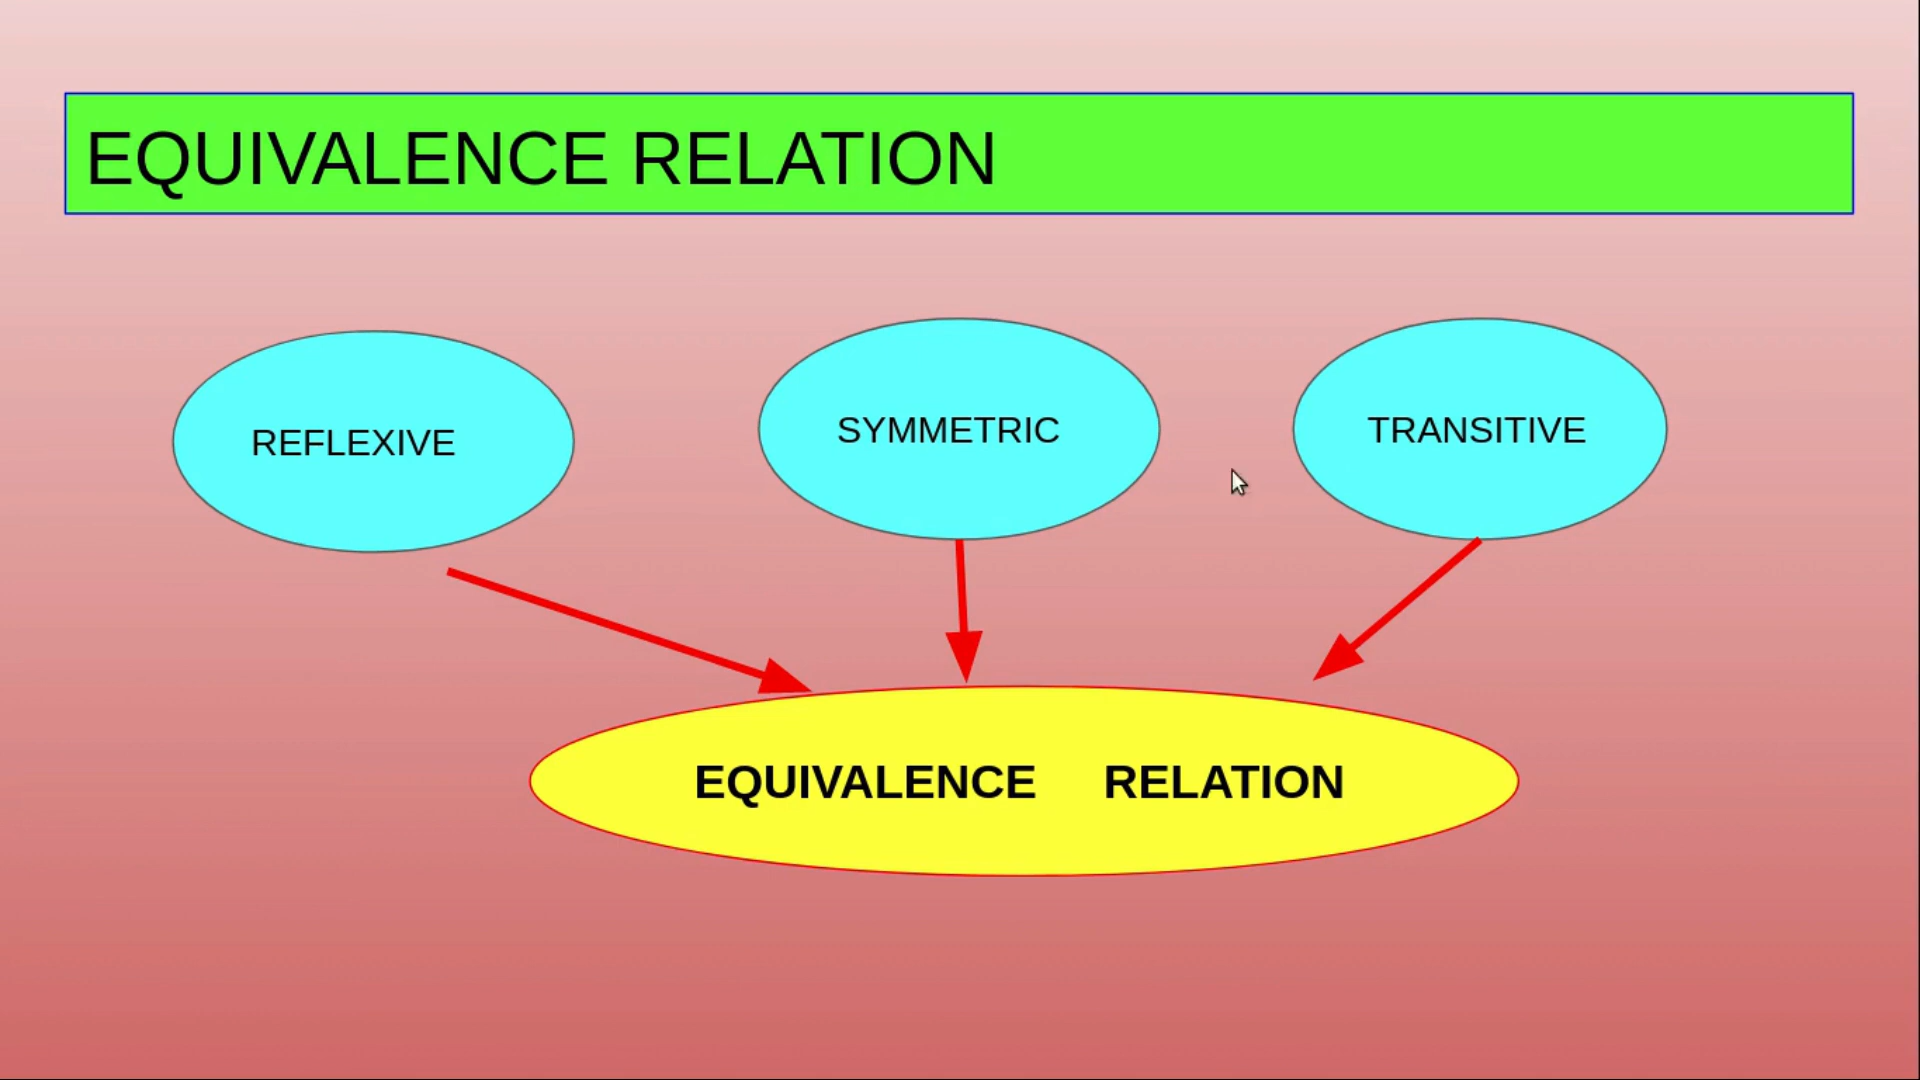 EQUIVALENCE RELATION
REFLEXIVE
SYMMETRIC
TRANSITIVE
EQUIVALENCE RELATION